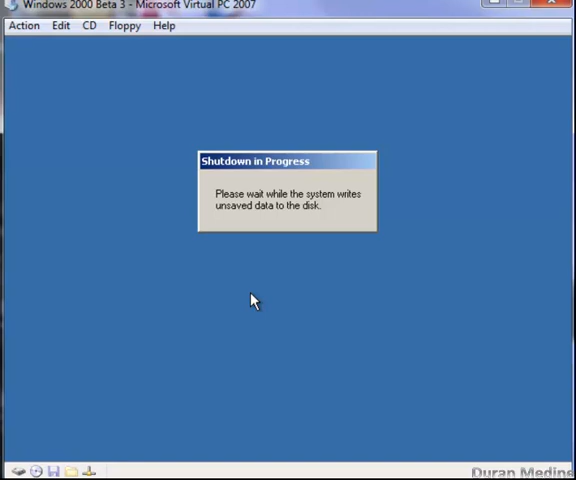 Windows 2000 Beta 3 - Microsoft Virtual PC 2007
Action Edit CD Floppy Help
Shutdown in Progress
Please wait while the system writes
unsaved data to the disk.
Duran Medina